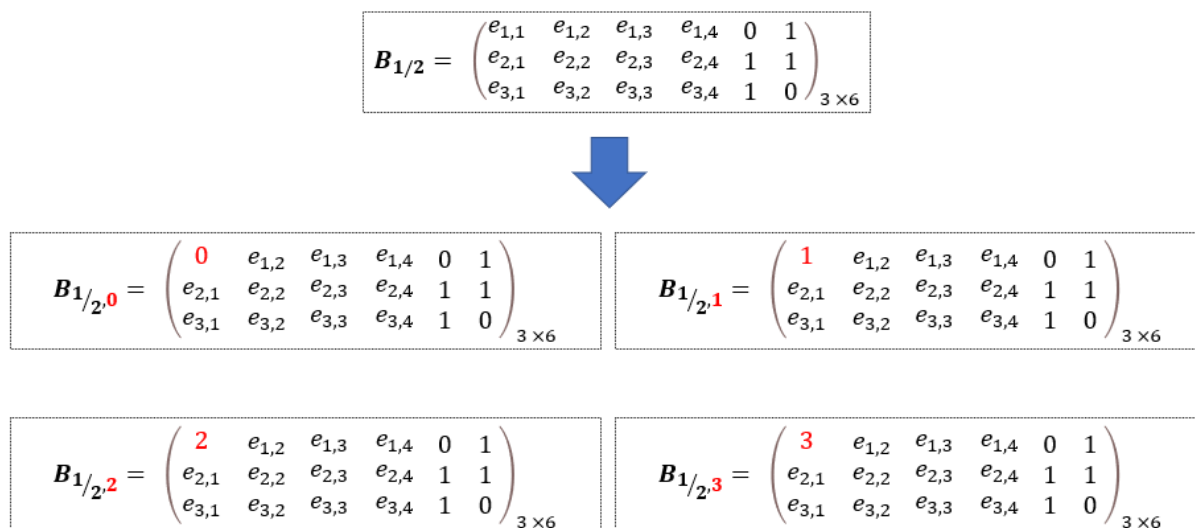 e1,1 e1,2 e1,3 e1,4 0 1
B1/2 = e2,1 e2,2 e2,3 e2,4 1 1
e3,1 e3,2 e3,3 e3,4 1 0
3 ×6
0 e1,2 e1,3 e1,4 0 1
B1/2,0 = e2,1 e2,2 e2,3 e2,4 1 1
e3,1 e3,2 e3,3 e3,4 1 0
3 ×6
1 e1,2 e1,3 e1,4 0 1
B1/2,1 = e2,1 e2,2 e2,3 e2,4 1 1
e3,1 e3,2 e3,3 e3,4 1 0
3 ×6
2 e1,2 e1,3 e1,4 0 1
B1/2,2 = e2,1 e2,2 e2,3 e2,4 1 1
e3,1 e3,2 e3,3 e3,4 1 0
3 ×6
3 e1,2 e1,3 e1,4 0 1
B1/2,3 = e2,1 e2,2 e2,3 e2,4 1 1
e3,1 e3,2 e3,3 e3,4 1 0
3 ×6